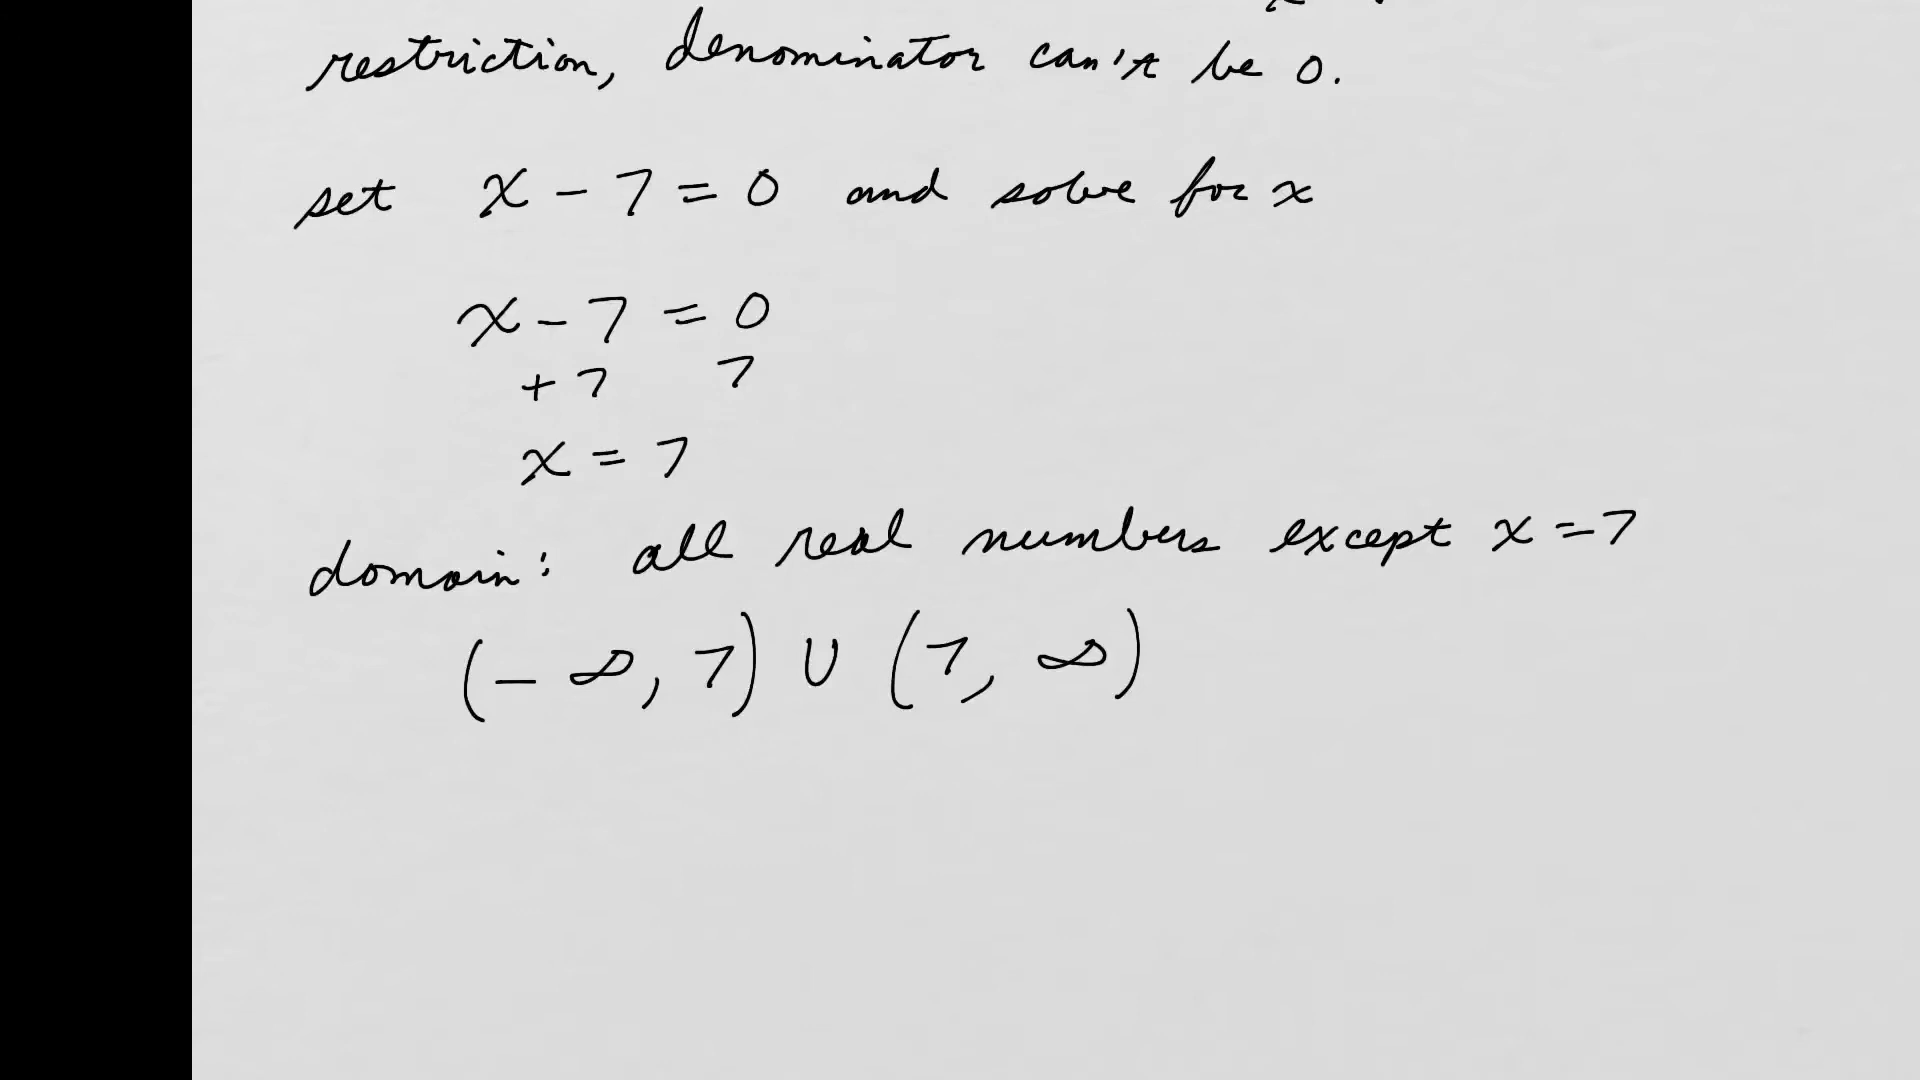 restriction, denominator can't be 0.
set x - 7 = 0 and solve for x
x - 7 = 0
+ 7 7
x = 7
domain: all real numbers except x = 7
(- ∞, 7) ∪ (7, ∞)